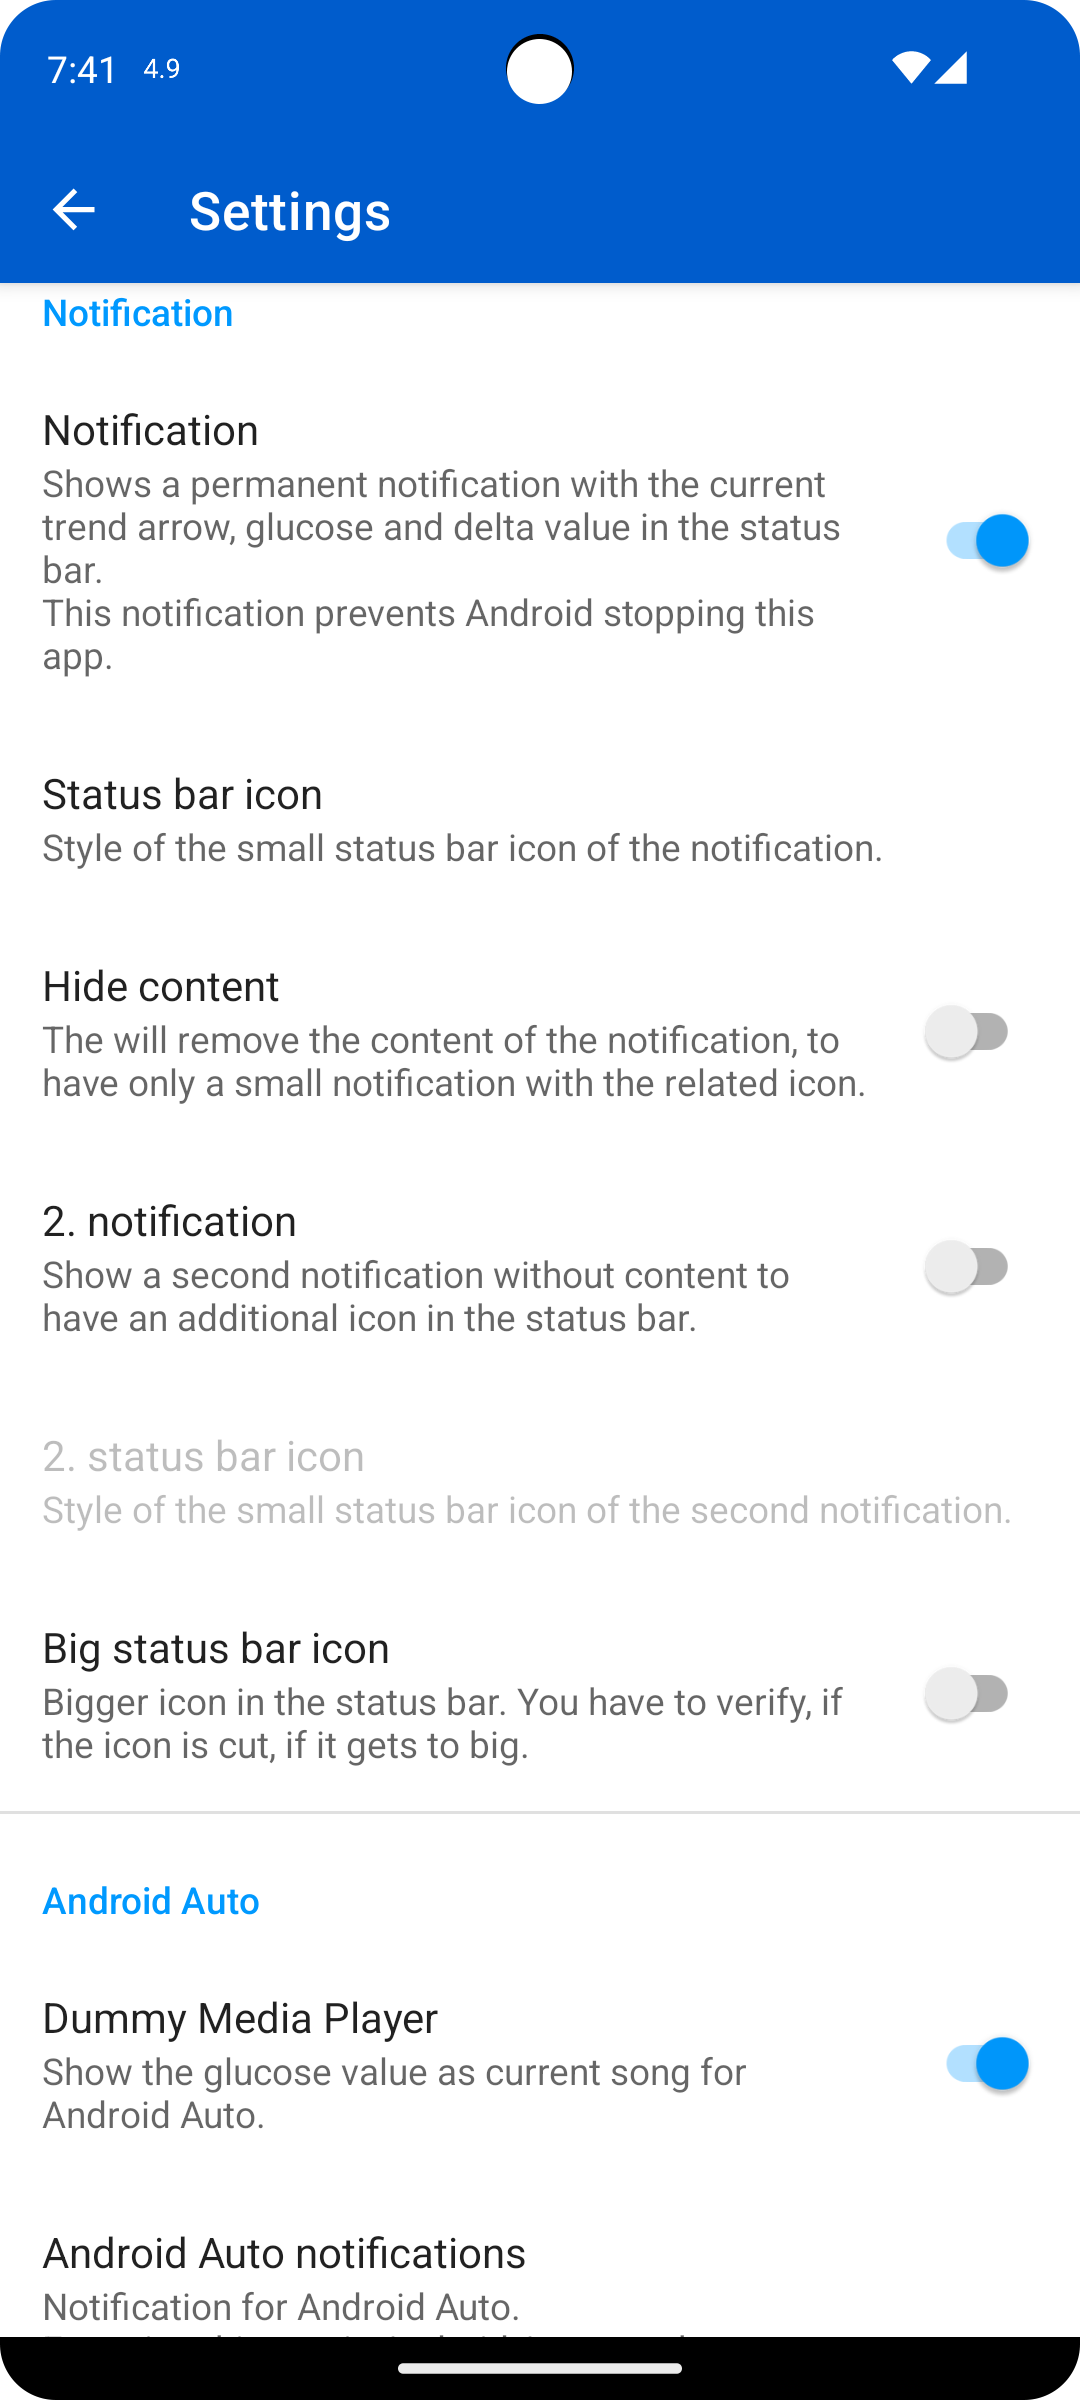 7:41 4.9
Settings
Notification
Notification
Shows a permanent notification with the current
trend arrow, glucose and delta value in the status
bar.
This notification prevents Android stopping this
app.
Status bar icon
Style of the small status bar icon of the notification.
Hide content
The will remove the content of the notification, to
have only a small notification with the related icon.
2. notification
Show a second notification without content to
have an additional icon in the status bar.
2. status bar icon
Style of the small status bar icon of the second notification.
Big status bar icon
Bigger icon in the status bar. You have to verify, if
the icon is cut, if it gets to big.
Android Auto
Dummy Media Player
Show the glucose value as current song for
Android Auto.
Android Auto notifications
Notification for Android Auto.